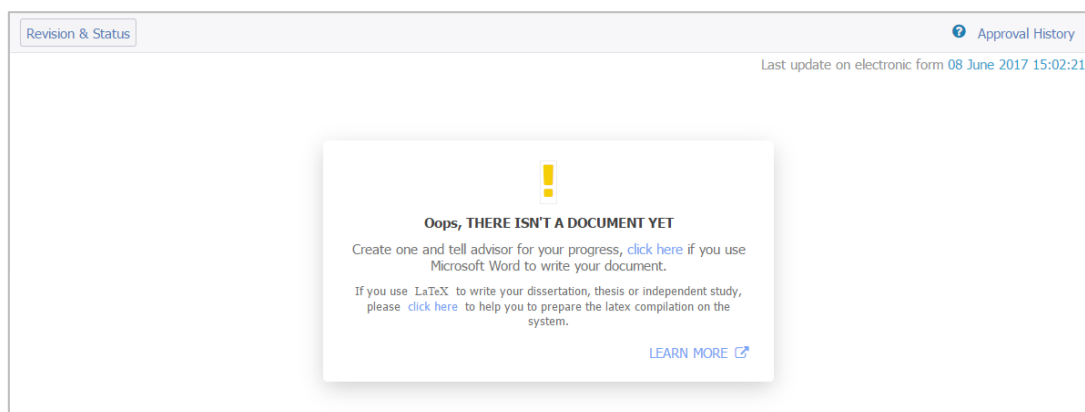 Revision & Status
Approval History
Last update on electronic form 08 June 2017 15:02:21
Oops, THERE ISN'T A DOCUMENT YET
Create one and tell advisor for your progress, click here if you use
Microsoft Word to write your document.
If you use LaTeX to write your dissertation, thesis or independent study,
please click here to help you to prepare the latex compilation on the
system.
LEARN MORE